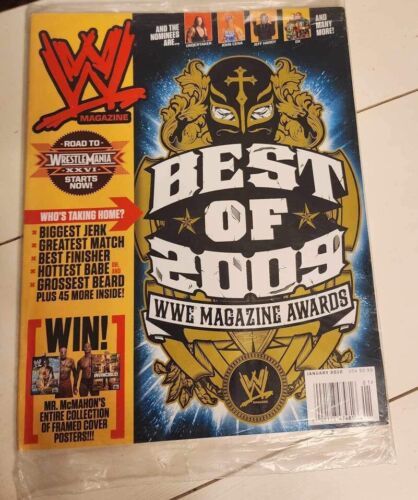 W
MAGAZINE
AND THE
NOMINEES
ARE...
UNDERTAKER
JOHN CENA
JEFF HARDY
DX
AND
MANY
MORE!
ROAD TO
WRESTLEMANIA
XXVI
STARTS
NOW!
WHO'S TAKING HOME?
BIGGEST JERK
GREATEST MATCH
BEST FINISHER
HOTTEST BABE OH, AND
GROSSEST BEARD
PLUS 45 MORE INSIDE!
WIN!
MR. McMAHON'S
ENTIRE COLLECTION
OF FRAMED COVER
POSTERS!!!
BEST
OF
2009
WWE MAGAZINE AWARDS
W
JANUARY 2010